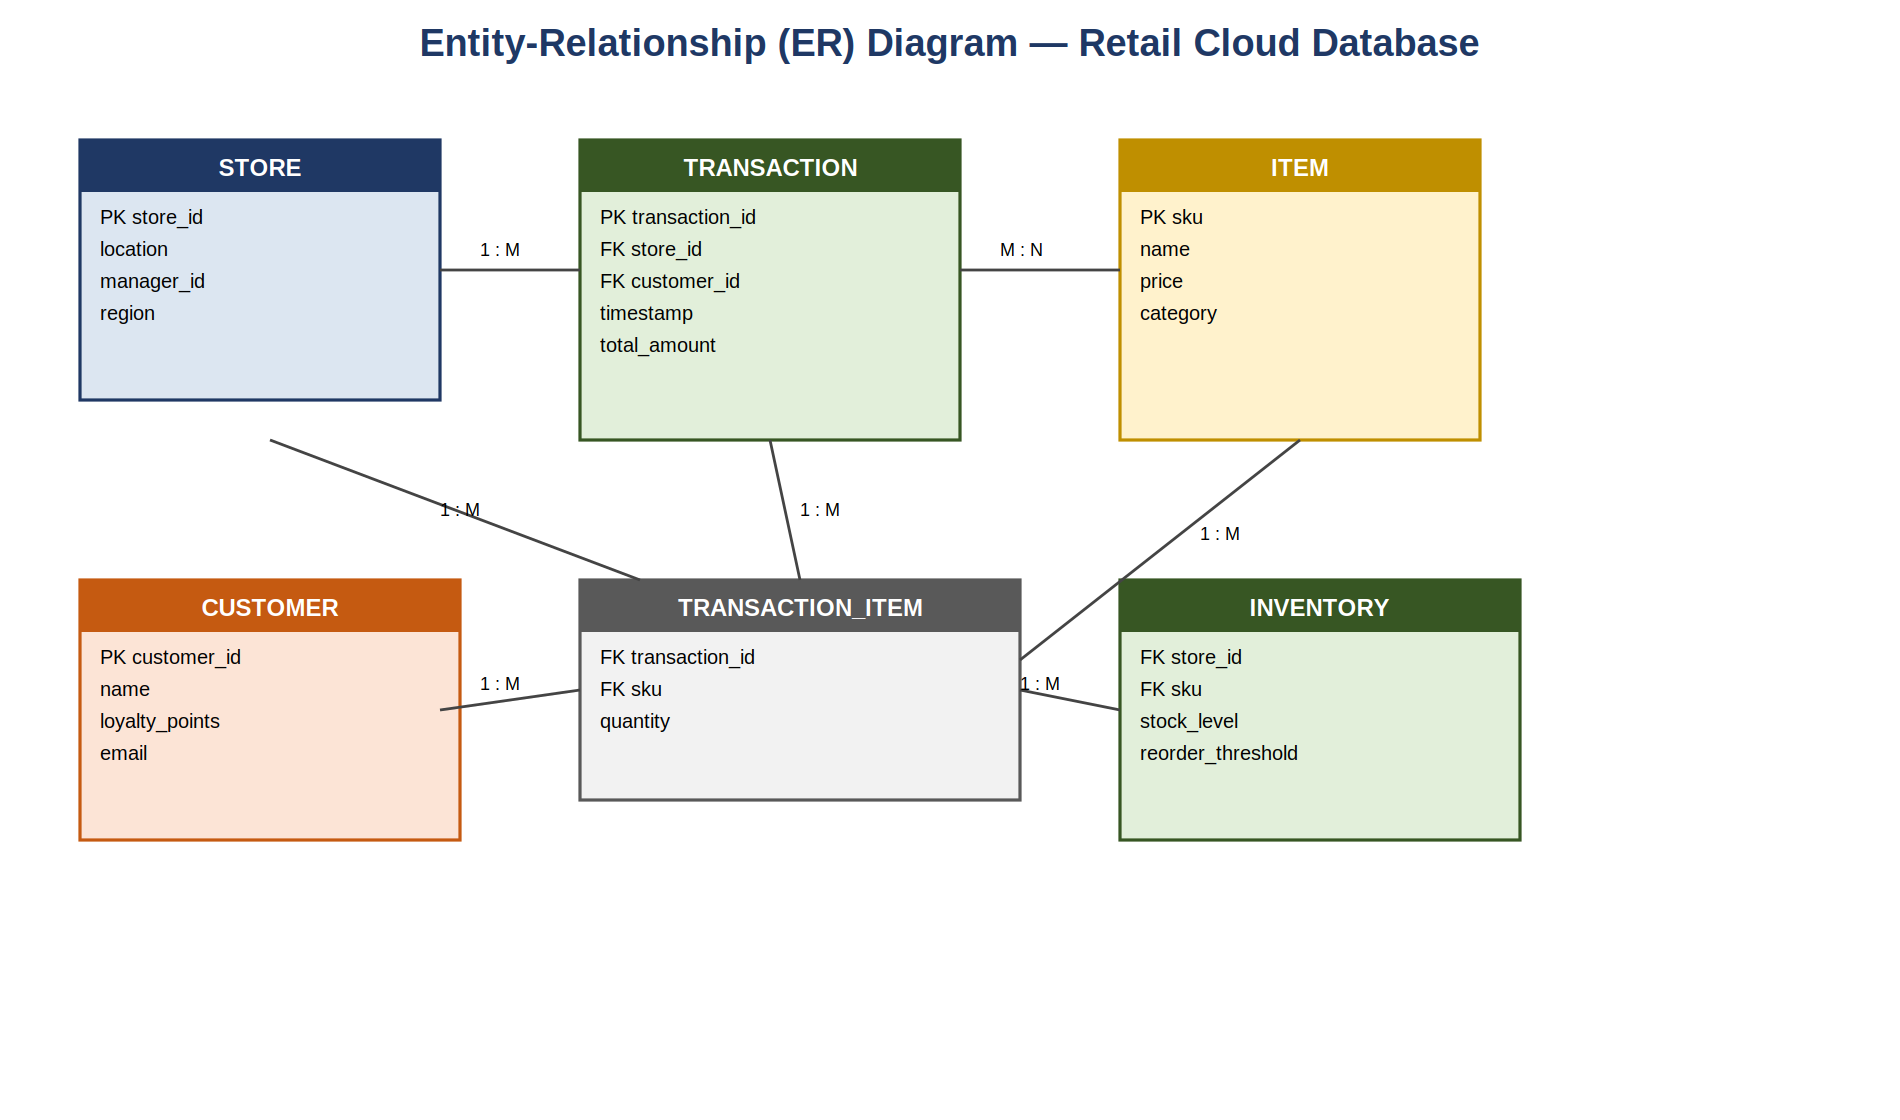 Entity-Relationship (ER) Diagram — Retail Cloud Database
STORE
PK store_id
location
manager_id
region
1 : M
TRANSACTION
PK transaction_id
FK store_id
FK customer_id
timestamp
total_amount
M : N
ITEM
PK sku
name
price
category
1 : M
1 : M
1 : M
CUSTOMER
PK customer_id
name
loyalty_points
email
1 : M
TRANSACTION_ITEM
FK transaction_id
FK sku
quantity
1 : M
INVENTORY
FK store_id
FK sku
stock_level
reorder_threshold